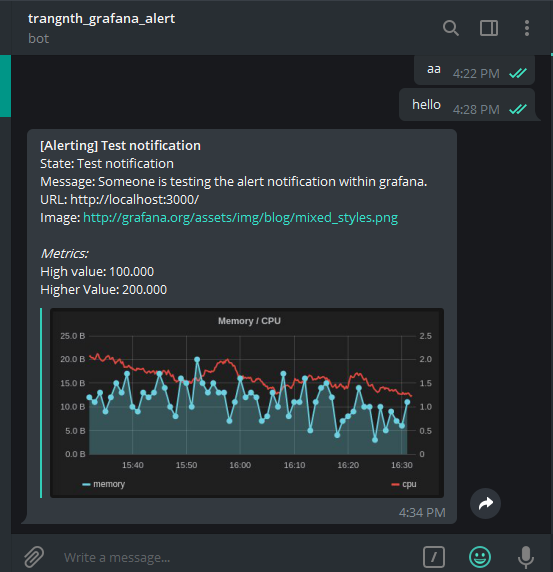 trangnth_grafana_alert
bot
aa 4:22 PM
hello 4:28 PM
[Alerting] Test notification
State: Test notification
Message: Someone is testing the alert notification within grafana.
URL: http://localhost:3000/
Image: http://grafana.org/assets/img/blog/mixed_styles.png
Metrics:
High value: 100.000
Higher Value: 200.000
Memory / CPU
25.0 B 2.5
20.0 B 2.0
15.0 B 1.5
10.0 B 1.0
5.0 B 0.5
0.0 B 0
15:40 15:50 16:00 16:10 16:20 16:30
memory cpu
4:34 PM
Write a message...